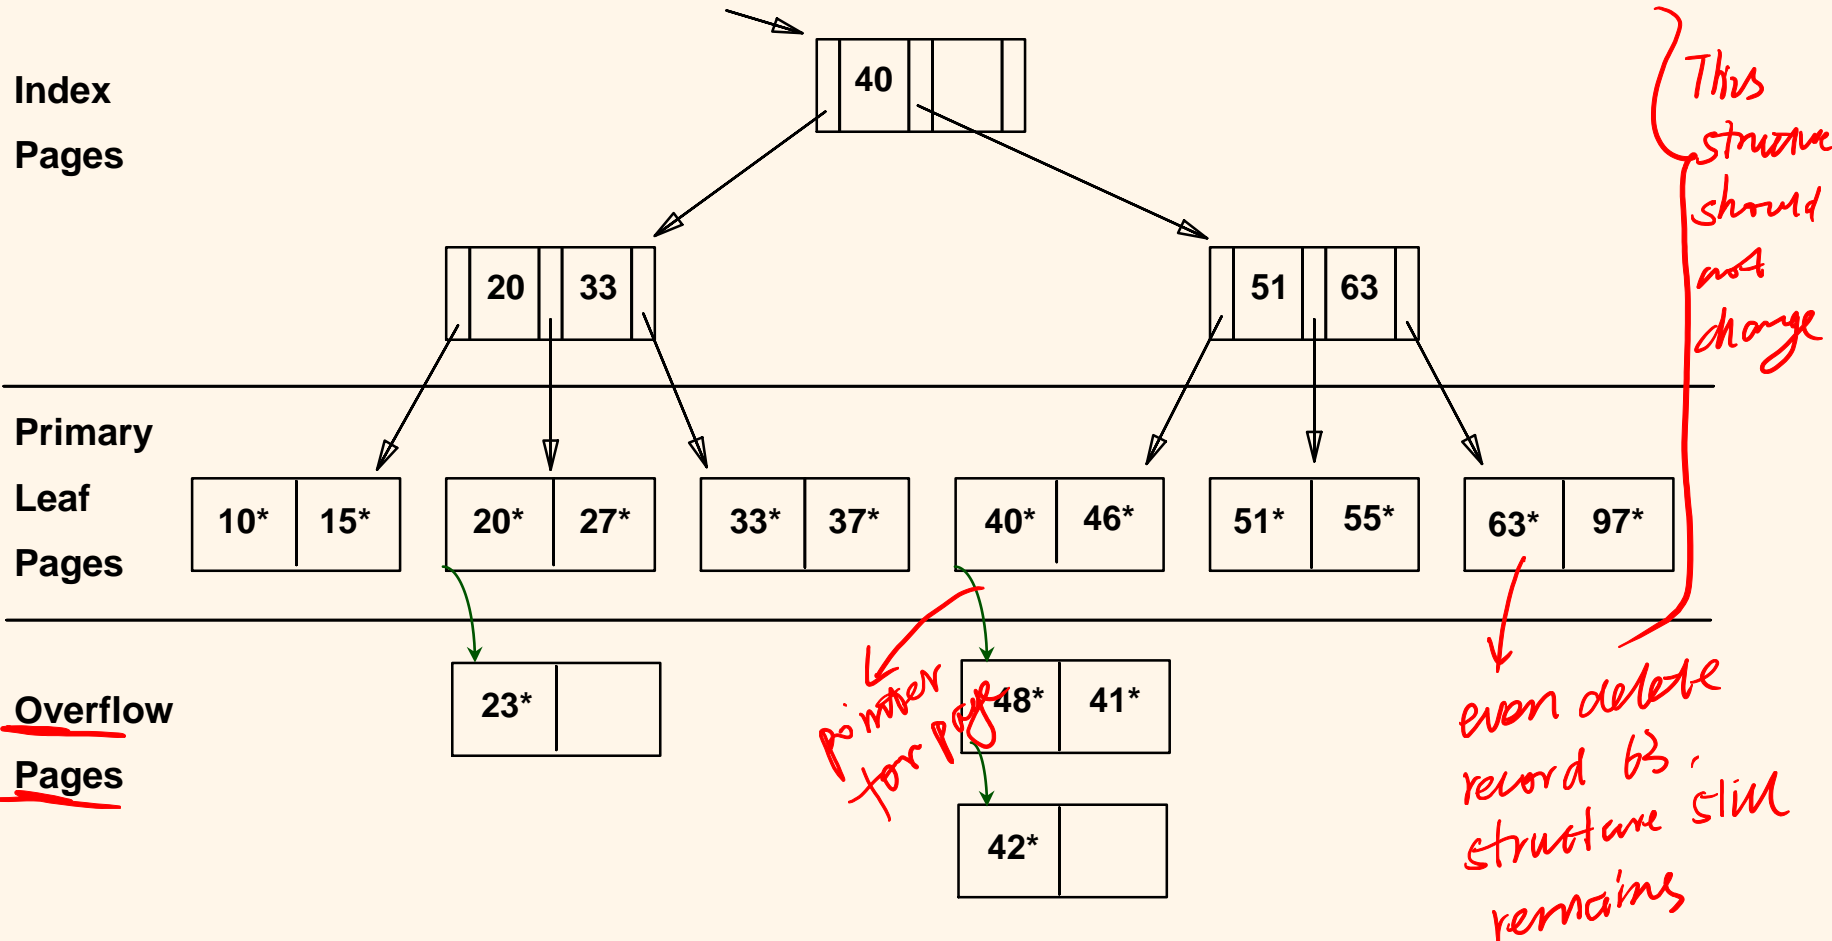 Index
Pages
40
20 33
51 63
Primary
Leaf
Pages
10* 15*
20* 27*
33* 37*
40* 46*
51* 55*
63* 97*
Overflow
Pages
23*
48* 41*
42*
This
structure
should
not
change
pointer
for page
even delete
record 63.
structure still
remains